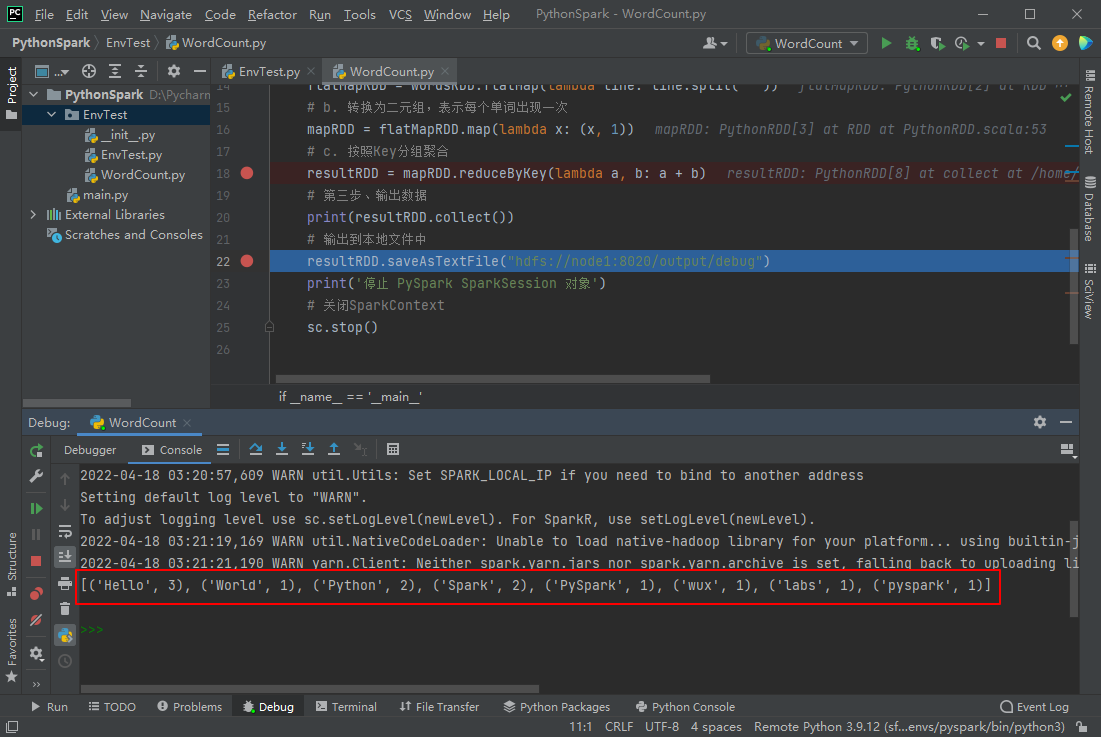 File Edit View Navigate Code Refactor Run Tools VCS Window Help PythonSpark - WordCount.py
PythonSpark EnvTest WordCount.py WordCount
Project
...
EnvTest.py WordCount.py
PythonSpark D:\Pycharm
EnvTest
__init__.py
EnvTest.py
WordCount.py
main.py
External Libraries
Scratches and Consoles
15 # b. 转换为二元组，表示每个单词出现一次
16 mapRDD = flatMapRDD.map(lambda x: (x, 1)) mapRDD: PythonRDD[3] at RDD at PythonRDD.scala:53
17 # c. 按照Key分组聚合
18 resultRDD = mapRDD.reduceByKey(lambda a, b: a + b) resultRDD: PythonRDD[8] at collect at /home/
19 # 第三步、输出数据
20 print(resultRDD.collect())
21 # 输出到本地文件中
22 resultRDD.saveAsTextFile("hdfs://node1:8020/output/debug")
23 print('停止 PySpark SparkSession 对象')
24 # 关闭SparkContext
25 sc.stop()
26
if __name__ == '__main__'
Remote Host
Database
SciView
Debug: WordCount
Debugger Console
2022-04-18 03:20:57,609 WARN util.Utils: Set SPARK_LOCAL_IP if you need to bind to another address
Setting default log level to "WARN".
To adjust logging level use sc.setLogLevel(newLevel). For SparkR, use setLogLevel(newLevel).
2022-04-18 03:21:19,169 WARN util.NativeCodeLoader: Unable to load native-hadoop library for your platform... using builtin-j
2022-04-18 03:21:21,190 WARN yarn.Client: Neither spark.yarn.jars nor spark.yarn.archive is set, falling back to uploading li
[('Hello', 3), ('World', 1), ('Python', 2), ('Spark', 2), ('PySpark', 1), ('wux', 1), ('labs', 1), ('pyspark', 1)]
>>>
Structure
Favorites
Run TODO Problems Debug Terminal File Transfer Python Packages Python Console Event Log
11:1 CRLF UTF-8 4 spaces Remote Python 3.9.12 (sf...envs/pyspark/bin/python3)